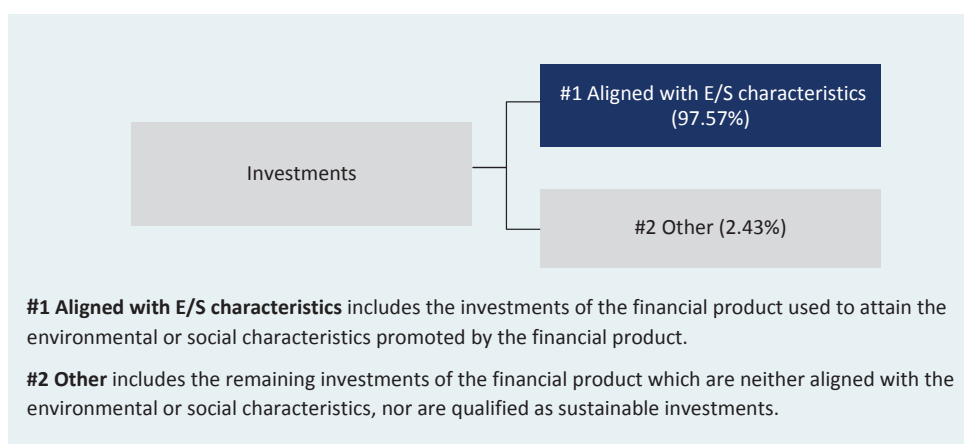 #1 Aligned with E/S characteristics
(97.57%)
Investments
#2 Other (2.43%)
#1 Aligned with E/S characteristics includes the investments of the financial product used to attain the
environmental or social characteristics promoted by the financial product.
#2 Other includes the remaining investments of the financial product which are neither aligned with the
environmental or social characteristics, nor are qualified as sustainable investments.